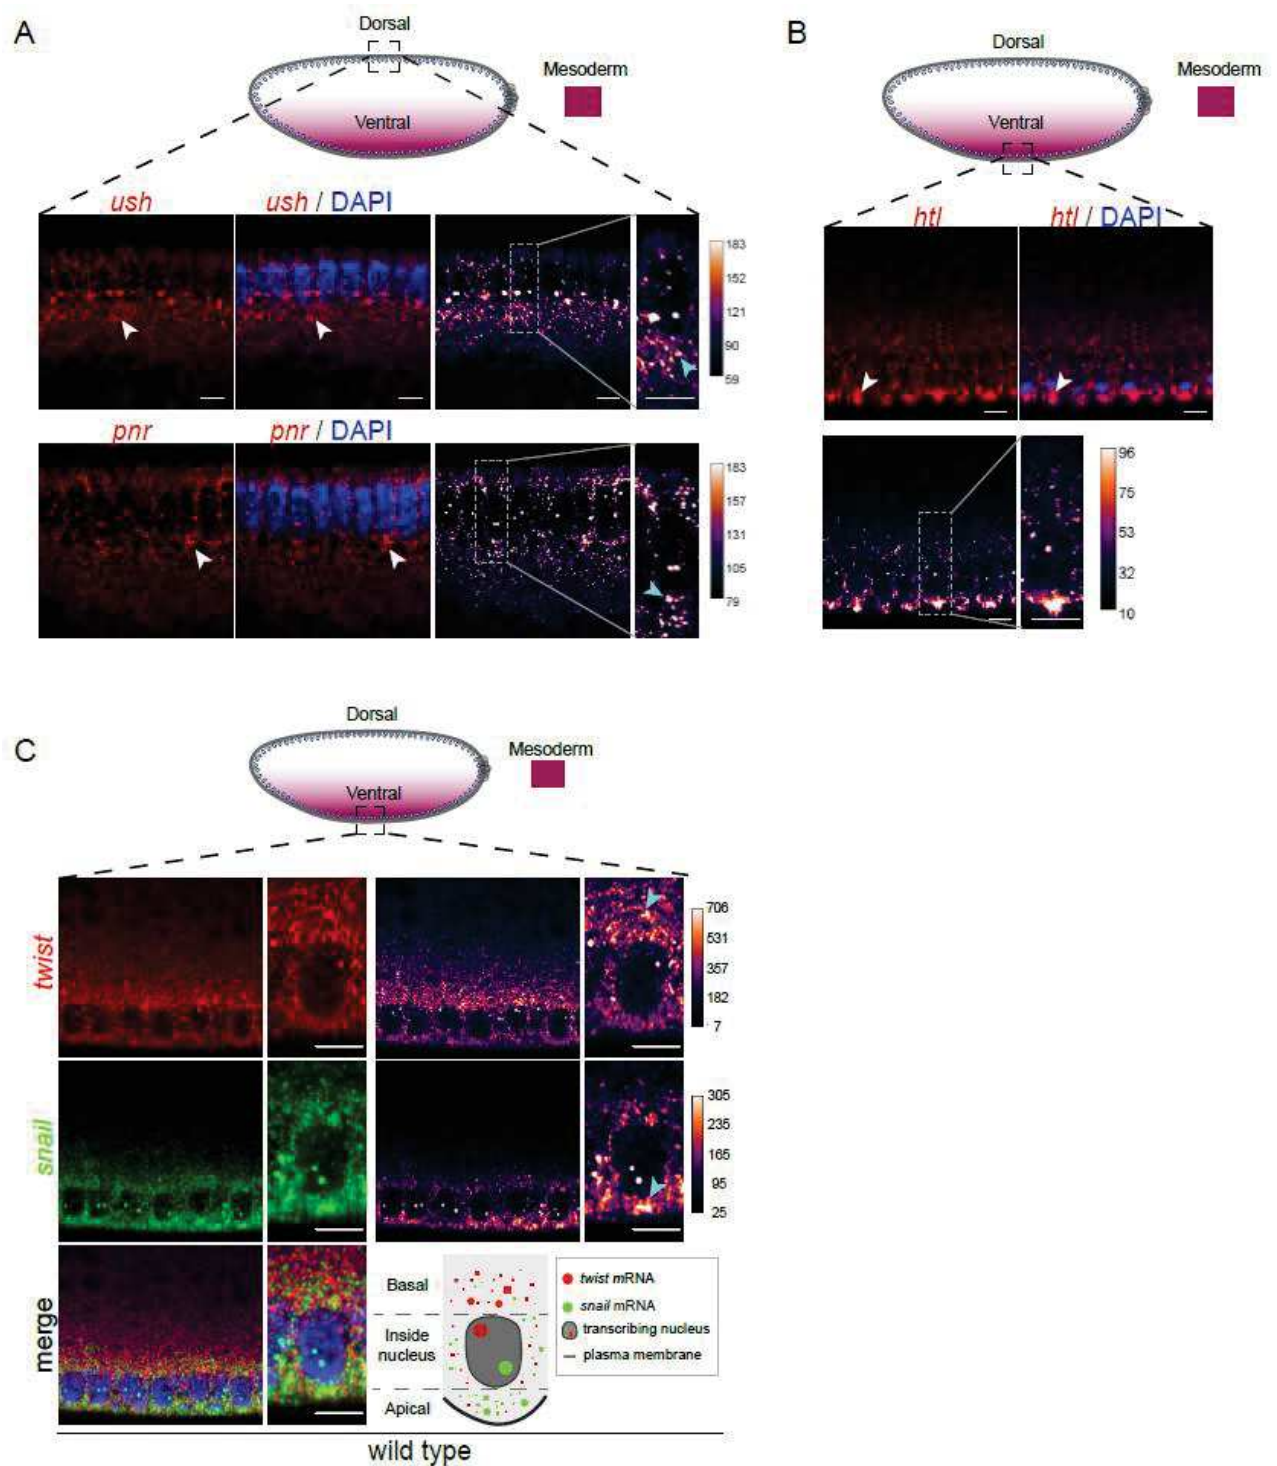 A
Dorsal
Mesoderm
Ventral
ush
ush / DAPI
183
152
121
90
59
pnr
pnr / DAPI
183
157
131
105
79
B
Dorsal
Mesoderm
Ventral
htl
htl / DAPI
96
75
53
32
10
C
Dorsal
Mesoderm
Ventral
twist
706
531
357
182
7
snail
305
235
165
95
25
merge
Basal
Inside
nucleus
Apical
twist mRNA
snail mRNA
transcribing nucleus
plasma membrane
wild type